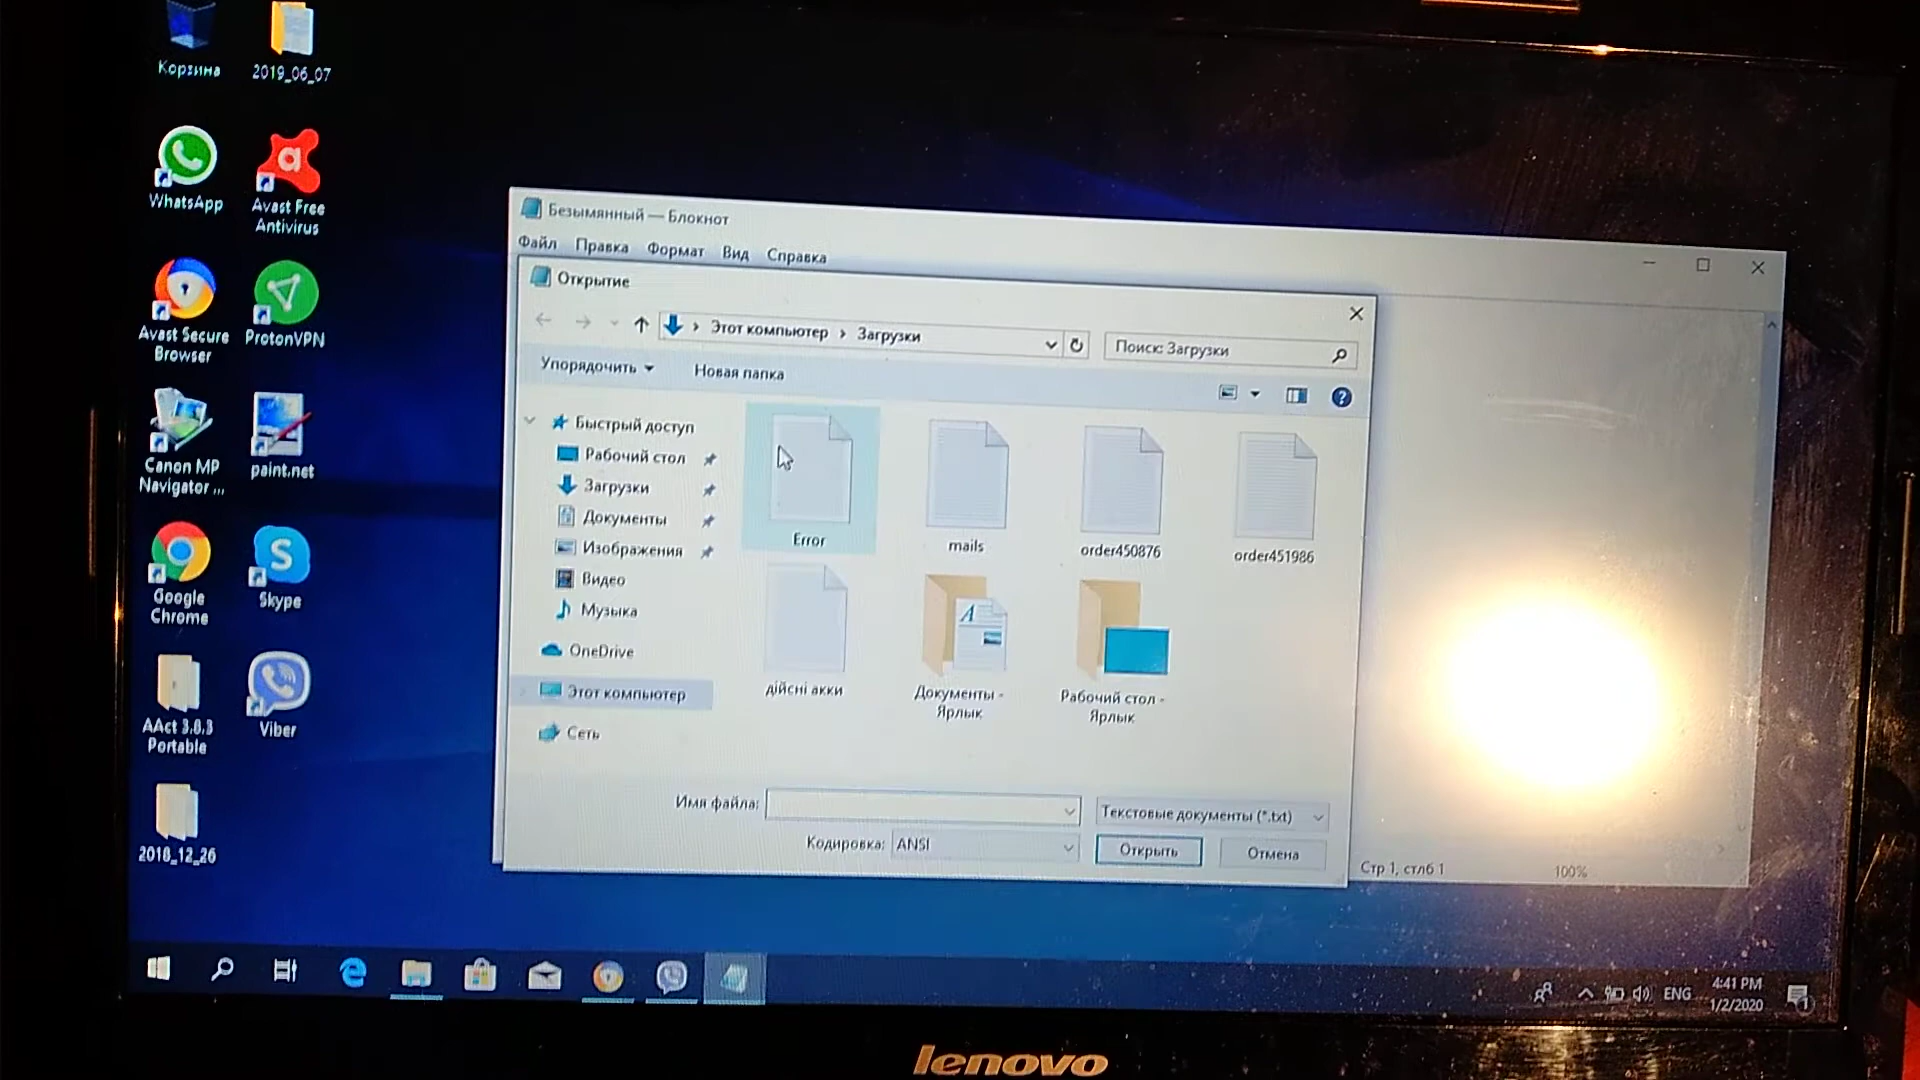 Корзина
2019_06_07
WhatsApp
Avast Free
Antivirus
Avast Secure
Browser
ProtonVPN
Canon MP
Navigator ...
paint.net
Google
Chrome
Skype
AAct 3.8.3
Portable
Viber
2018_12_26
Безымянный — Блокнот
Файл Правка Формат Вид Справка
Открытие
Этот компьютер › Загрузки
Поиск: Загрузки
Упорядочить
Новая папка
Быстрый доступ
Рабочий стол
Загрузки
Документы
Изображения
Видео
Музыка
OneDrive
Этот компьютер
Сеть
Error
mails
order450876
order451986
дійсні акки
Документы -
Ярлык
Рабочий стол -
Ярлык
Имя файла:
Текстовые документы (*.txt)
Кодировка: ANSI
Открыть
Отмена
Стр 1, стлб 1
100%
ENG
4:41 PM
1/2/2020
1
lenovo